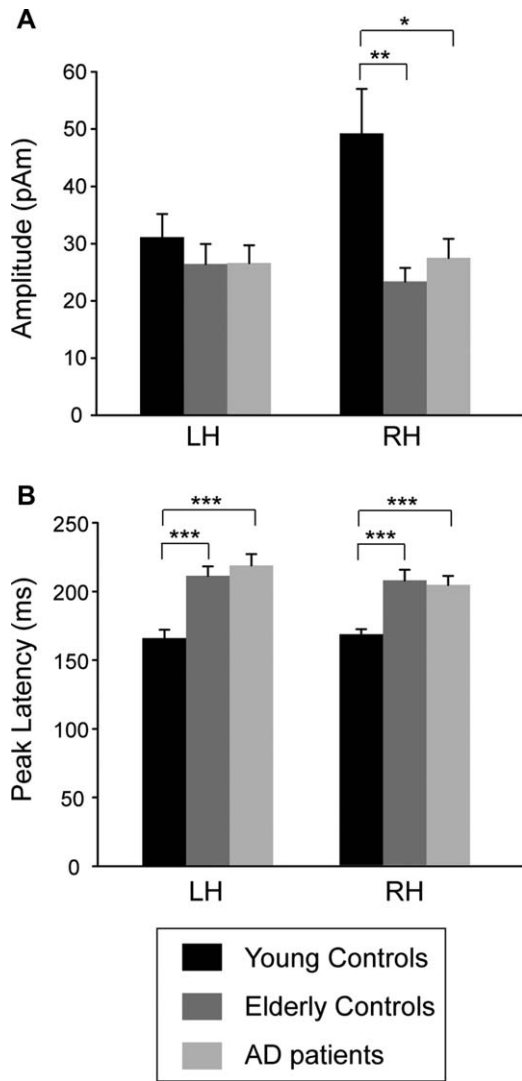 A
*
**
60
50
40
30
20
10
0
Amplitude (pAm)
LH RH
B
*** ***
*** ***
250
200
150
100
50
0
Peak Latency (ms)
LH RH
Young Controls
Elderly Controls
AD patients